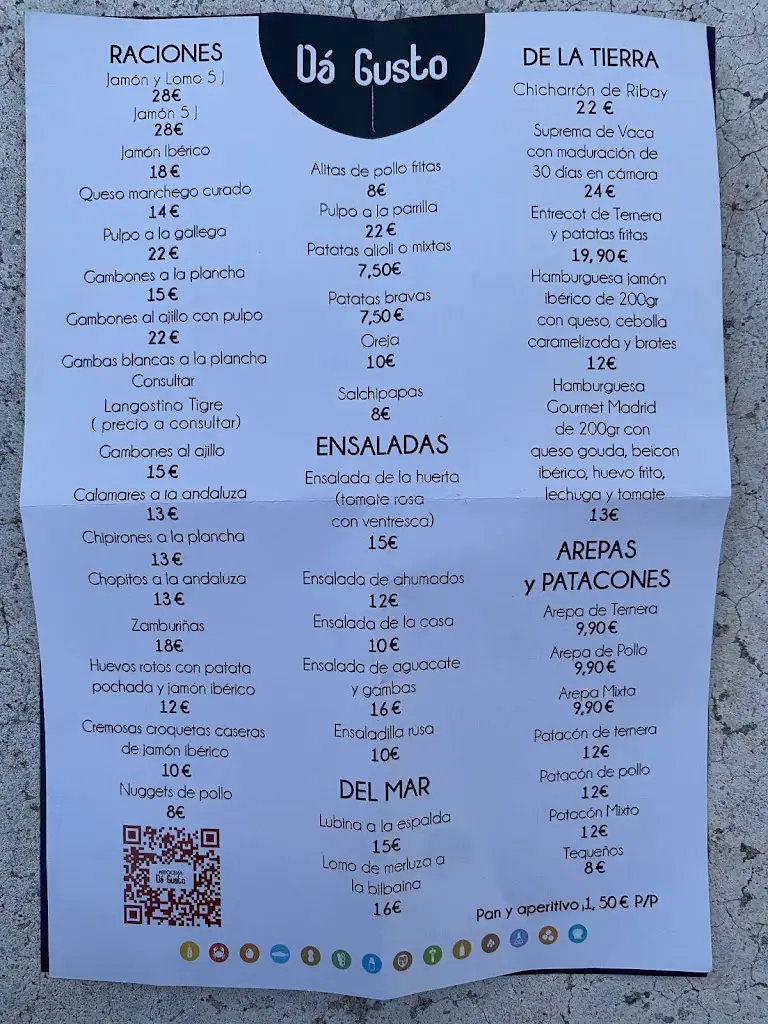 Dá Gusto
RACIONES
Jamón y Lomo 5 J
28€
Jamón 5 J
28€
Jamón Ibérico
18€
Queso manchego curado
14€
Pulpo a la gallega
22€
Gambones a la plancha
15€
Gambones al ajillo con pulpo
22€
Gambas blancas a la plancha
Consultar
Langostino Tigre
( precio a consultar)
Gambones al ajillo
15€
Calamares a la andaluza
13€
Chipirones a la plancha
13€
Chopitos a la andaluza
13€
Zamburiñas
18€
Huevos rotos con patata
pochada y jamón ibérico
12€
Cremosas croquetas caseras
de jamón ibérico
10€
Nuggets de pollo
8€
Dá Gusto
Alitas de pollo fritas
8€
Pulpo a la parrilla
22€
Patatas alioli o mixtas
7,50€
Patatas bravas
7,50€
Oreja
10€
Salchipapas
8€
ENSALADAS
Ensalada de la huerta
(tomate rosa
con ventresca)
15€
Ensalada de ahumados
12€
Ensalada de la casa
10€
Ensalada de aguacate
y gambas
16€
Ensaladilla rusa
10€
DEL MAR
Lubina a la espalda
15€
Lomo de merluza a
la bilbaina
16€
DE LA TIERRA
Chicharrón de Ribay
22 €
Suprema de Vaca
con maduración de
30 días en cámara
24€
Entrecot de Ternera
y patatas fritas
19,90€
Hamburguesa jamón
ibérico de 200gr
con queso, cebolla
caramelizada y brotes
12€
Hamburguesa
Gourmet Madrid
de 200gr con
queso gouda, beicon
ibérico, huevo frito,
lechuga y tomate
13€
AREPAS
y PATACONES
Arepa de Ternera
9,90€
Arepa de Pollo
9,90€
Arepa Mixta
9,90€
Patacón de ternera
12€
Patacón de pollo
12€
Patacón Mixto
12€
Tequeños
8€
Pan y aperitivo,1,50€ P/P